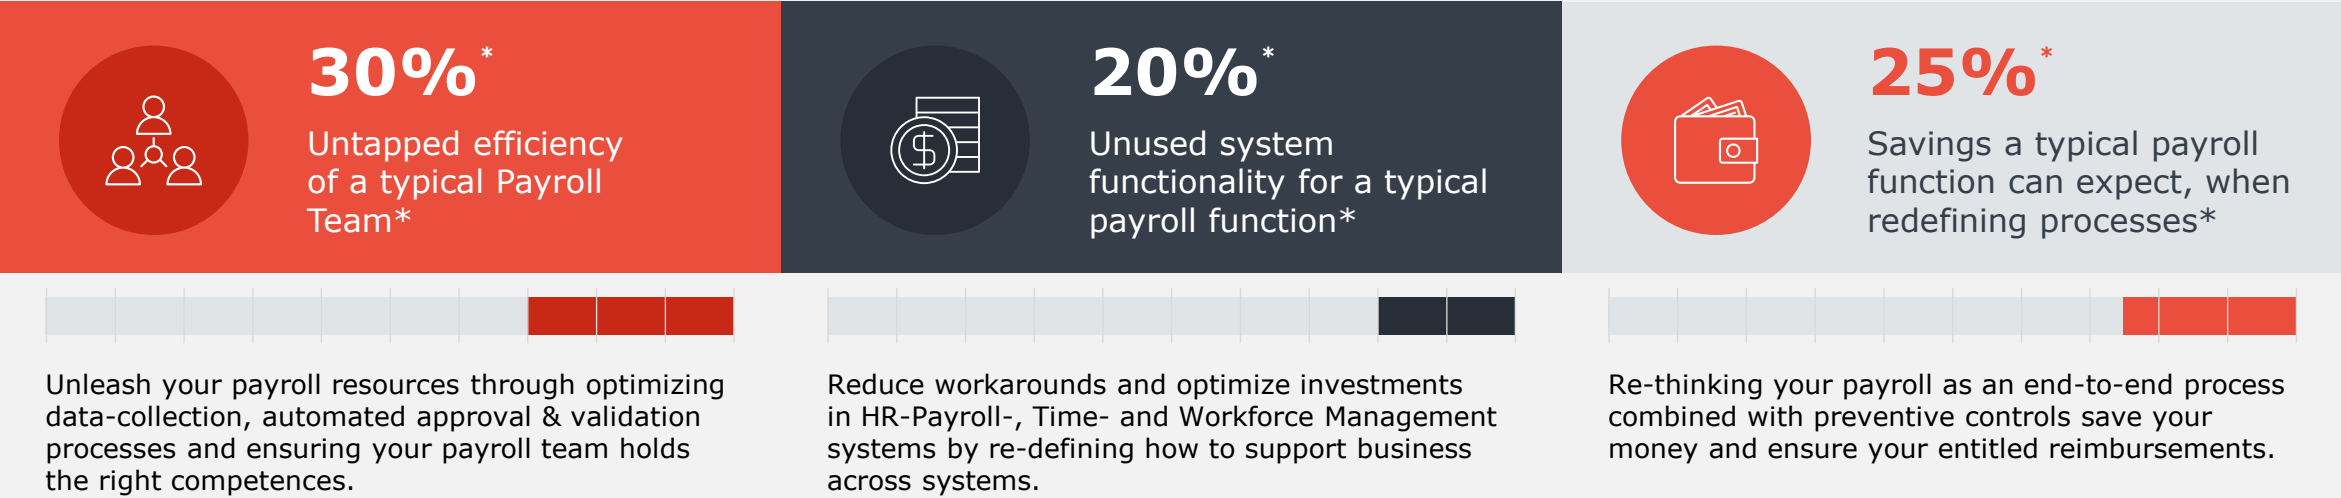 30%*
Untapped efficiency
of a typical Payroll
Team*
Unleash your payroll resources through optimizing
data-collection, automated approval & validation
processes and ensuring your payroll team holds
the right competences.
20%*
Unused system
functionality for a typical
payroll function*
Reduce workarounds and optimize investments
in HR-Payroll-, Time- and Workforce Management
systems by re-defining how to support business
across systems.
25%*
Savings a typical payroll
function can expect, when
redefining processes*
Re-thinking your payroll as an end-to-end process
combined with preventive controls save your
money and ensure your entitled reimbursements.